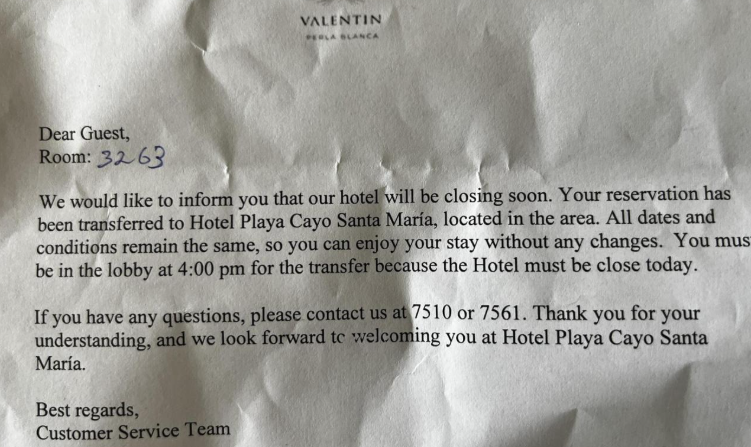 VALENTIN
PERLA BLANCA
Dear Guest,
Room: 3263
We would like to inform you that our hotel will be closing soon. Your reservation has
been transferred to Hotel Playa Cayo Santa María, located in the area. All dates and
conditions remain the same, so you can enjoy your stay without any changes. You mus
be in the lobby at 4:00 pm for the transfer because the Hotel must be close today.
If you have any questions, please contact us at 7510 or 7561. Thank you for your
understanding, and we look forward to welcoming you at Hotel Playa Cayo Santa
María.
Best regards,
Customer Service Team